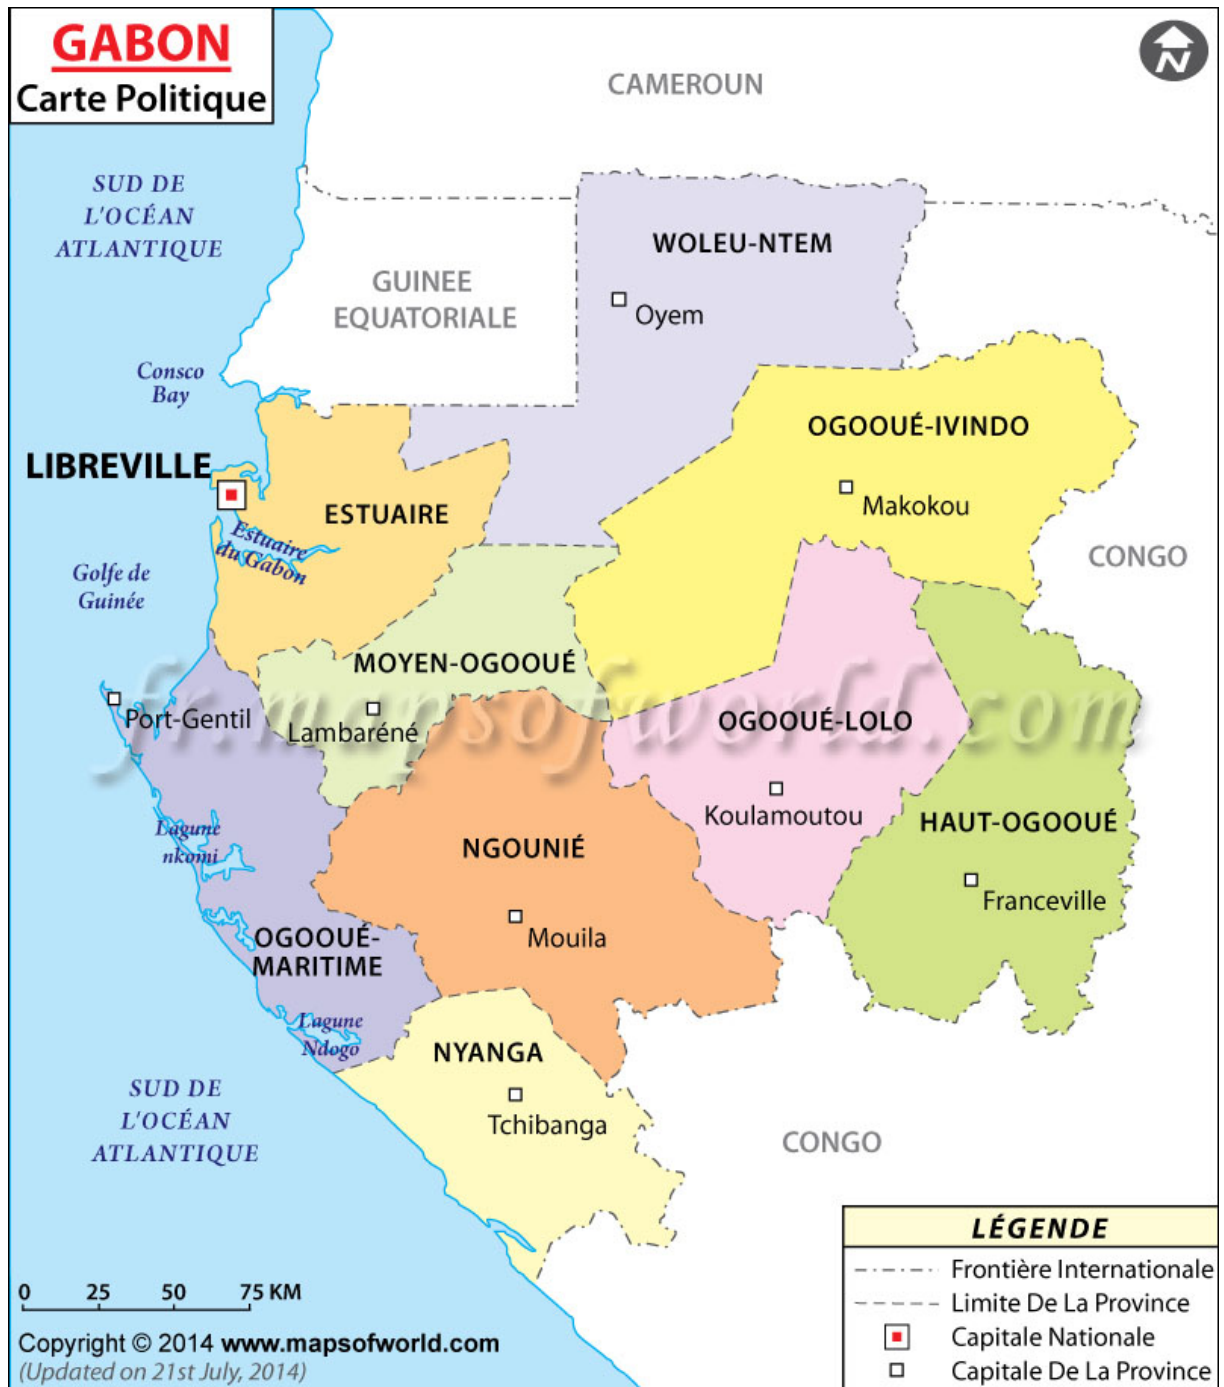 GABON
Carte Politique
N
CAMEROUN
SUD DE
L'OCÉAN
ATLANTIQUE
WOLEU-NTEM
GUINEE
EQUATORIALE
Oyem
Consco
Bay
OGOOUÉ-IVINDO
LIBREVILLE
Makokou
ESTUAIRE
Estuaire
du Gabon
CONGO
Golfe de
Guinée
MOYEN-OGOOUÉ
fr.mapsofworld.com
Port-Gentil
Lambaréné
OGOOUÉ-LOLO
Koulamoutou
HAUT-OGOOUÉ
Lagune
nkomi
NGOUNIÉ
Franceville
Mouila
OGOOUÉ-
MARITIME
Lagune
Ndogo
NYANGA
SUD DE
L'OCÉAN
ATLANTIQUE
Tchibanga
CONGO
LÉGENDE
Frontière Internationale
Limite De La Province
Capitale Nationale
Capitale De La Province
0 25 50 75 KM
Copyright © 2014 www.mapsofworld.com
(Updated on 21st July, 2014)